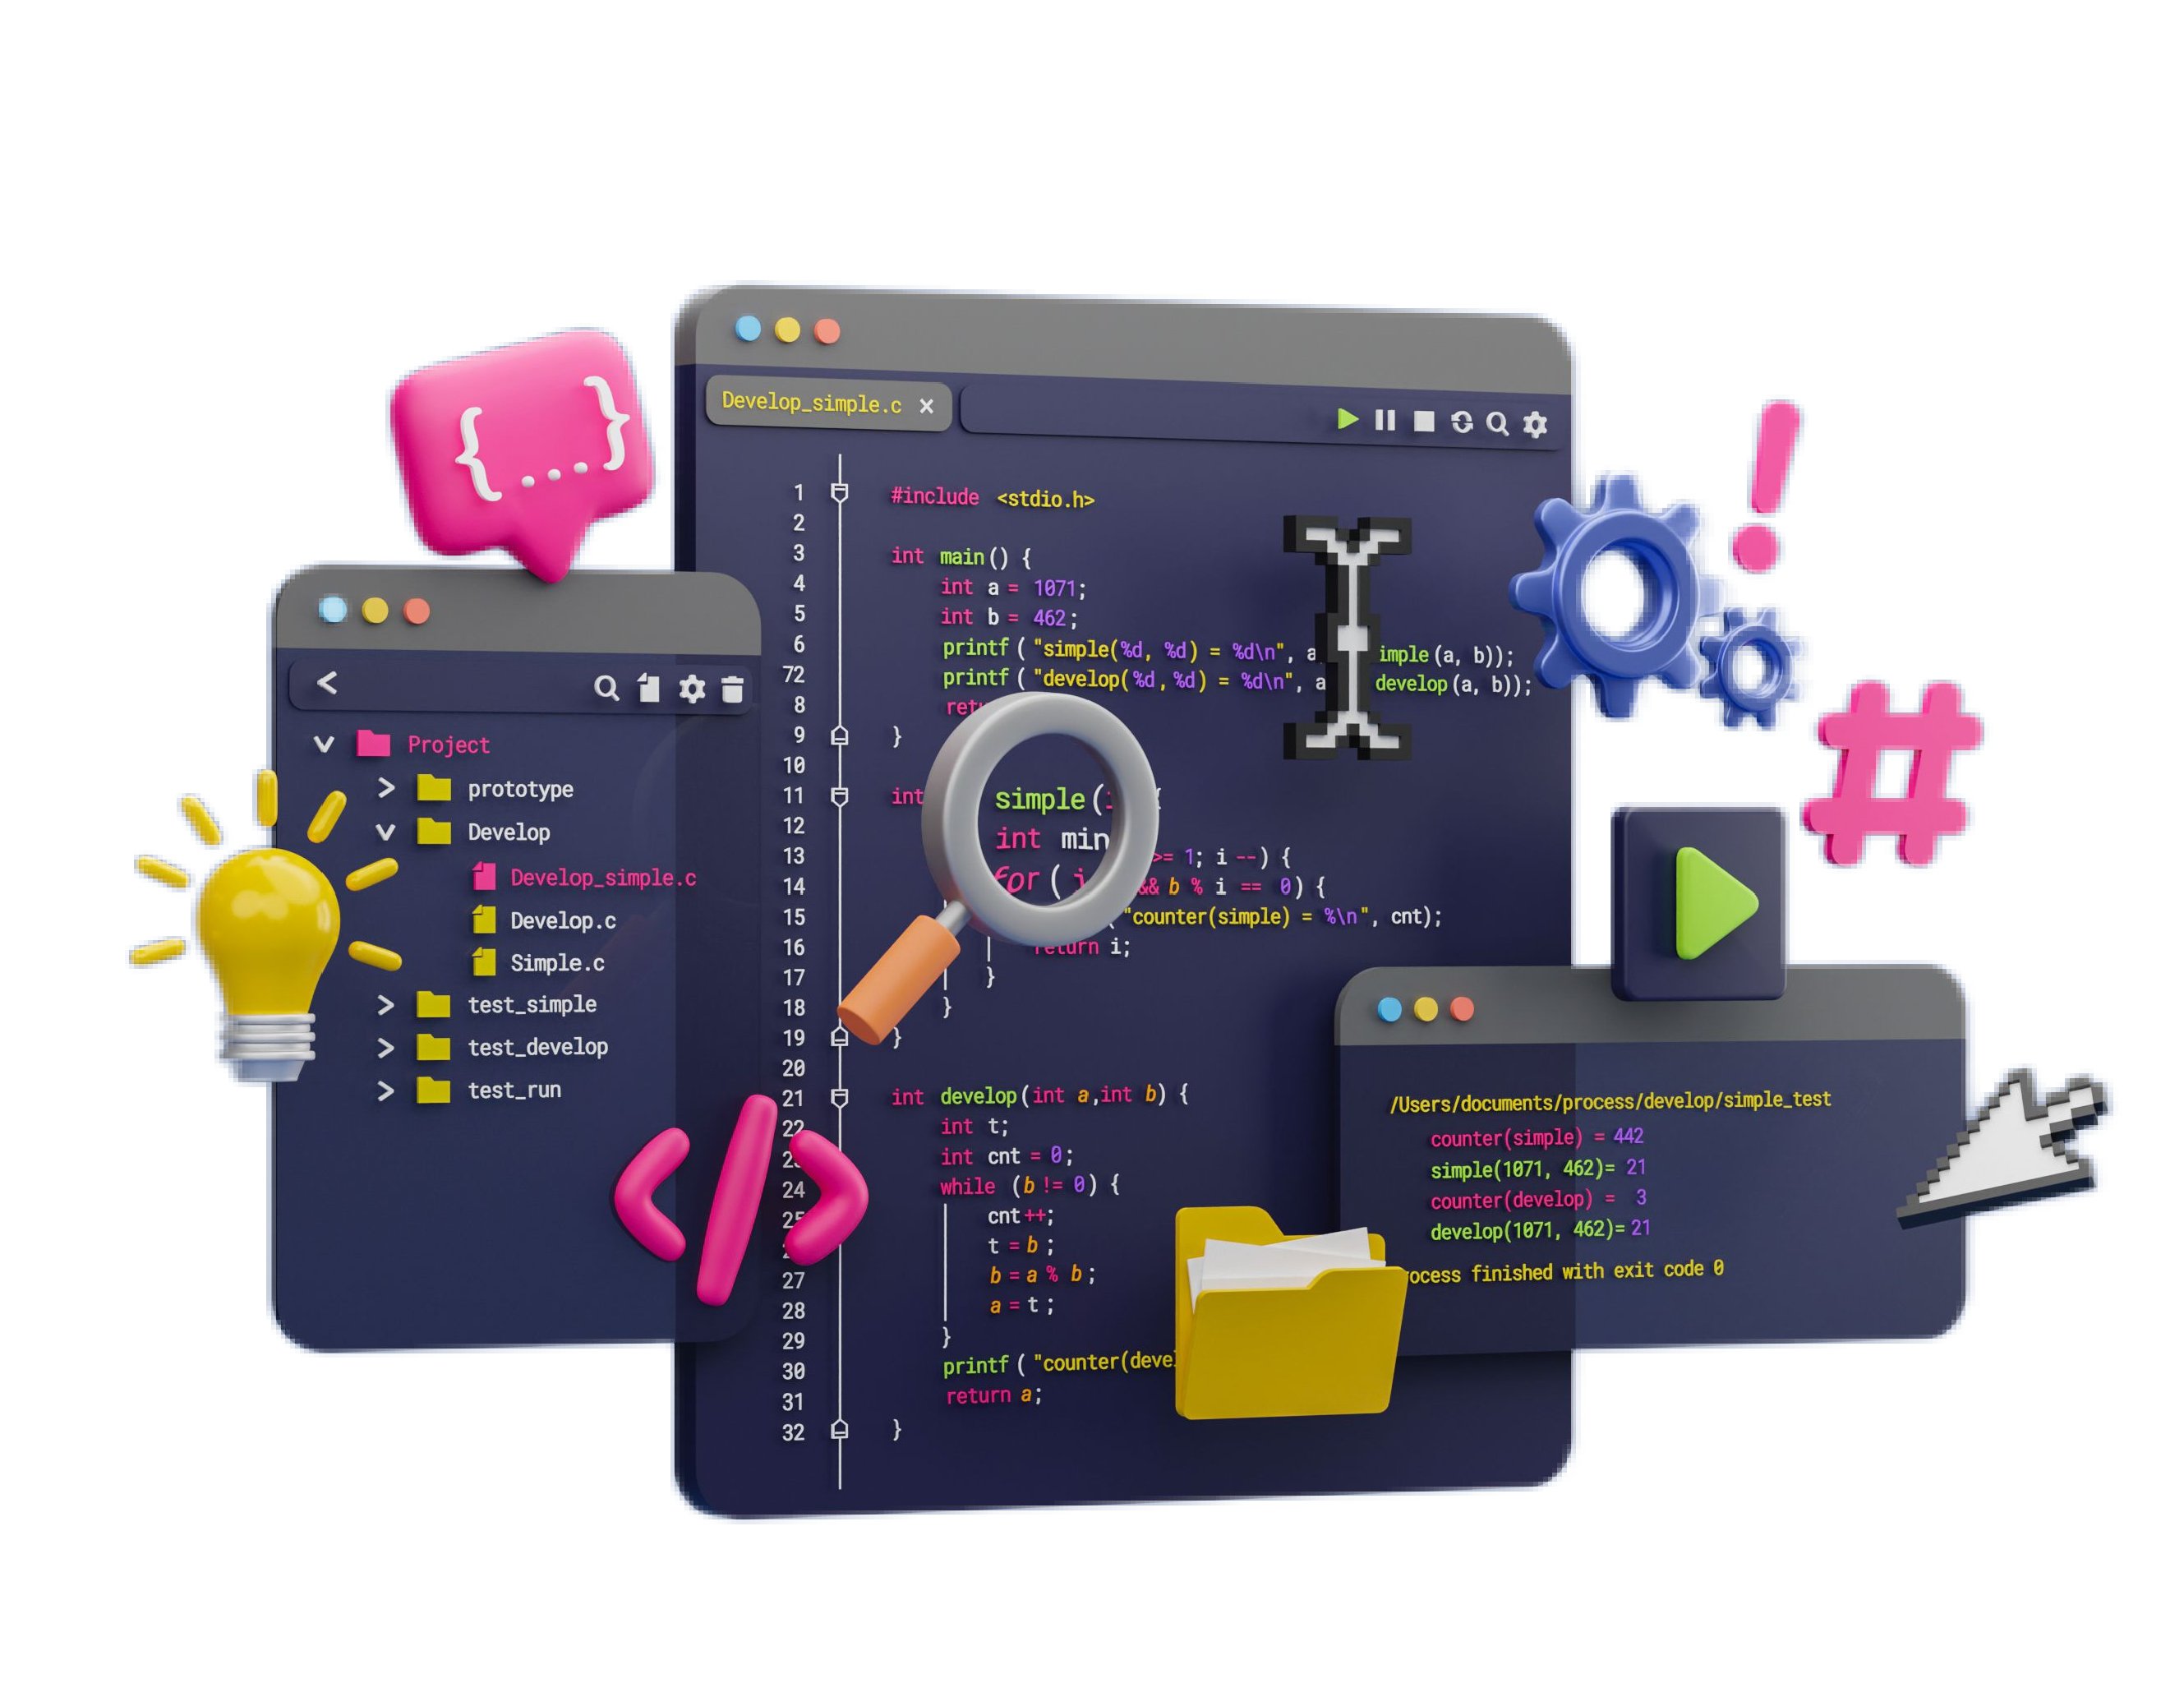 { ... }
<
Project
prototype
Develop
Develop_simple.c
Develop.c
Simple.c
test_simple
test_develop
test_run
Develop_simple.c ×
1 #include <stdio.h>
2
3 int main() {
4 int a = 1071;
5 int b = 462;
6 printf ( "simple(%d, %d) = %d\n", a imple (a, b));
72 printf ( "develop(%d, %d) = %d\n", a develop (a, b));
8
9 }
10
11 int simple ( {
12 int min
13 for ( >= 1; i --) {
14 && b % i == 0) {
15 "counter(simple) = %\n", cnt);
16 return i;
17 }
18 }
19 }
20
21 int develop(int a,int b) {
22 int t;
int cnt = 0;
24 while (b != 0) {
25 cnt ++;
t = b ;
27 b = a % b ;
28 a = t ;
29 }
30 printf ( "counter(deve
31 return a;
32 }
</>
!
#
/Users/documents/process/develop/simple_test
counter(simple) = 442
simple(1071, 462)= 21
counter(develop) = 3
develop(1071, 462)= 21
rocess finished with exit code 0